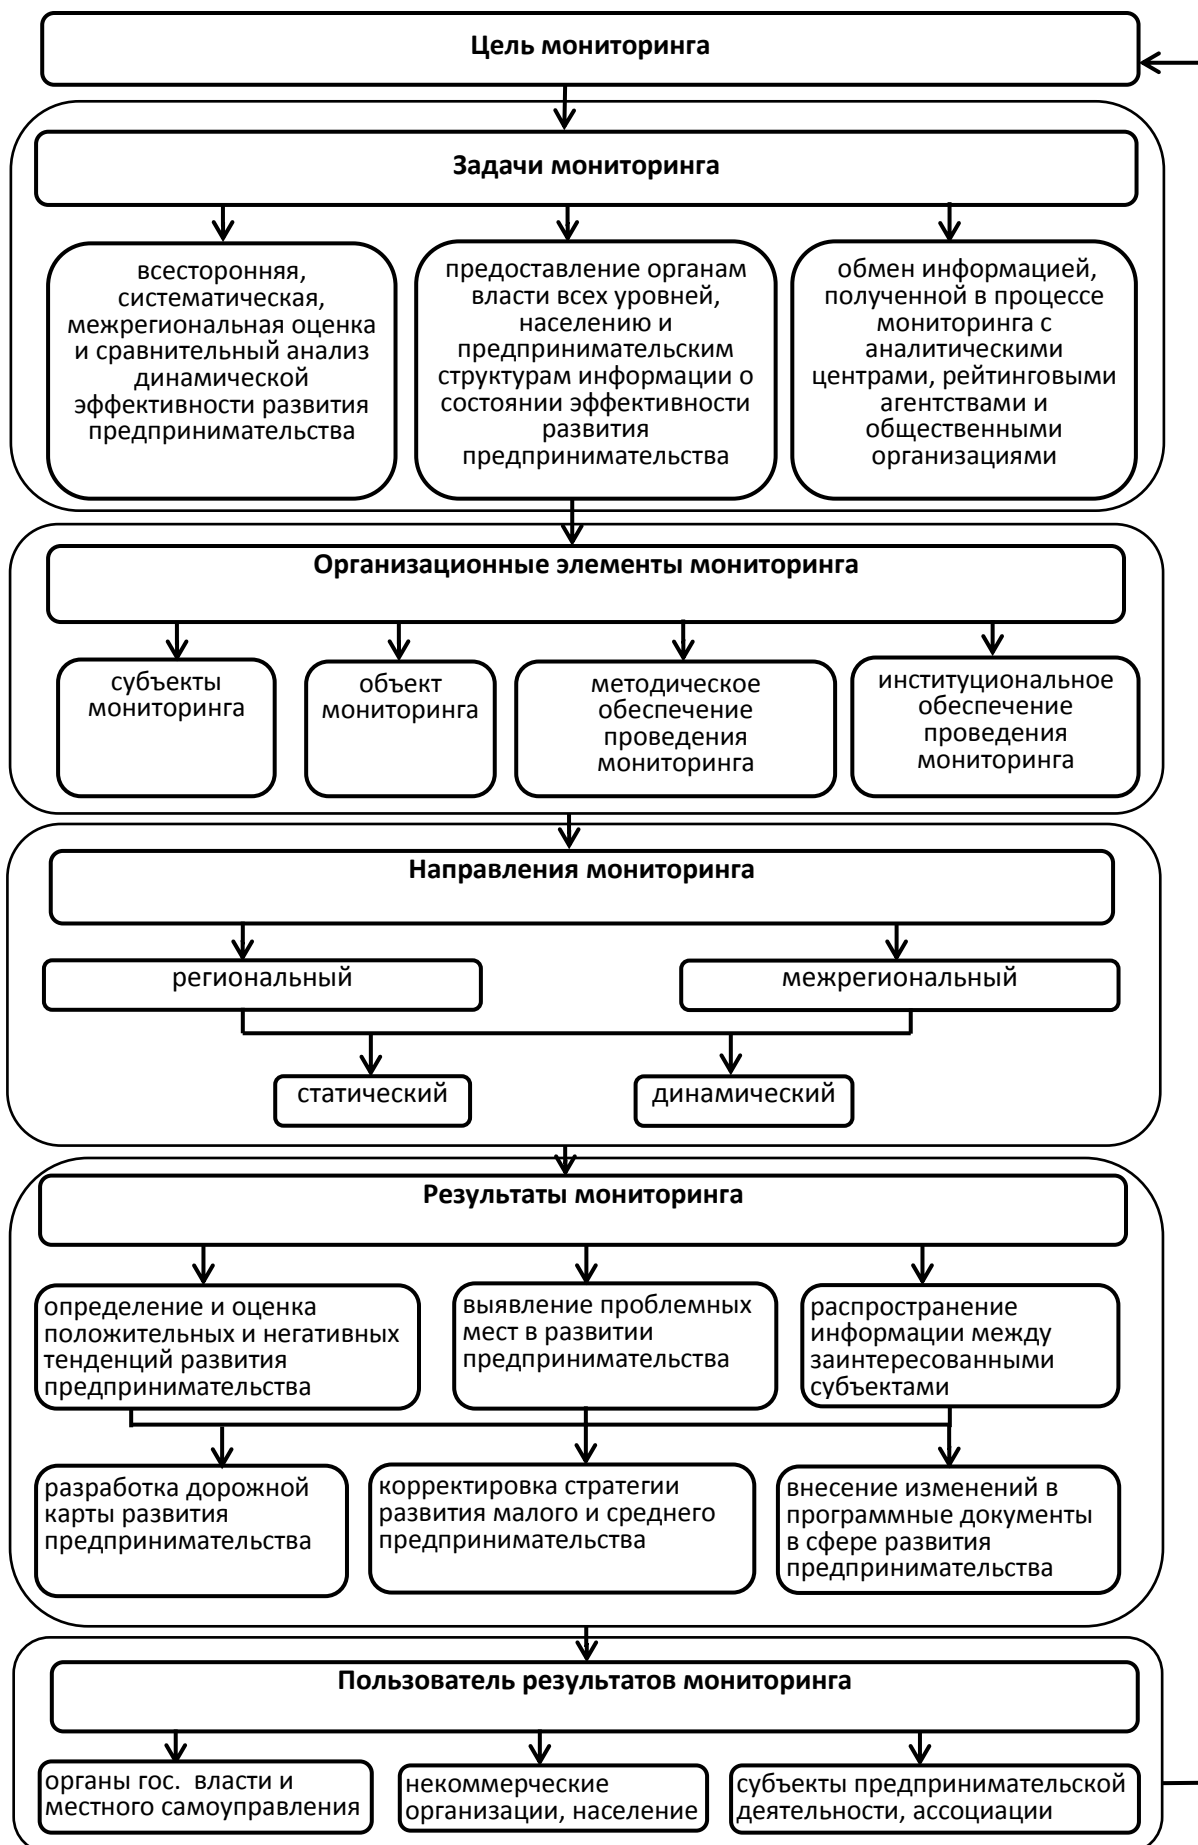 Цель мониторинга
Задачи мониторинга
всесторонняя,
систематическая,
межрегиональная оценка
и сравнительный анализ
динамической
эффективности развития
предпринимательства
предоставление органам
власти всех уровней,
населению и
предпринимательским
структурам информации о
состоянии эффективности
развития
предпринимательства
обмен информацией,
полученной в процессе
мониторинга с
аналитическими
центрами, рейтинговыми
агентствами и
общественными
организациями
Организационные элементы мониторинга
субъекты
мониторинга
объект
мониторинга
методическое
обеспечение
проведения
мониторинга
институциональное
обеспечение
проведения
мониторинга
Направления мониторинга
региональный
межрегиональный
статический
динамический
Результаты мониторинга
определение и оценка
положительных и негативных
тенденций развития
предпринимательства
выявление проблемных
мест в развитии
предпринимательства
распространение
информации между
заинтересованными
субъектами
разработка дорожной
карты развития
предпринимательства
корректировка стратегии
развития малого и среднего
предпринимательства
внесение изменений в
программные документы
в сфере развития
предпринимательства
Пользователь результатов мониторинга
органы гос. власти и
местного самоуправления
некоммерческие
организации, население
субъекты предпринимательской
деятельности, ассоциации